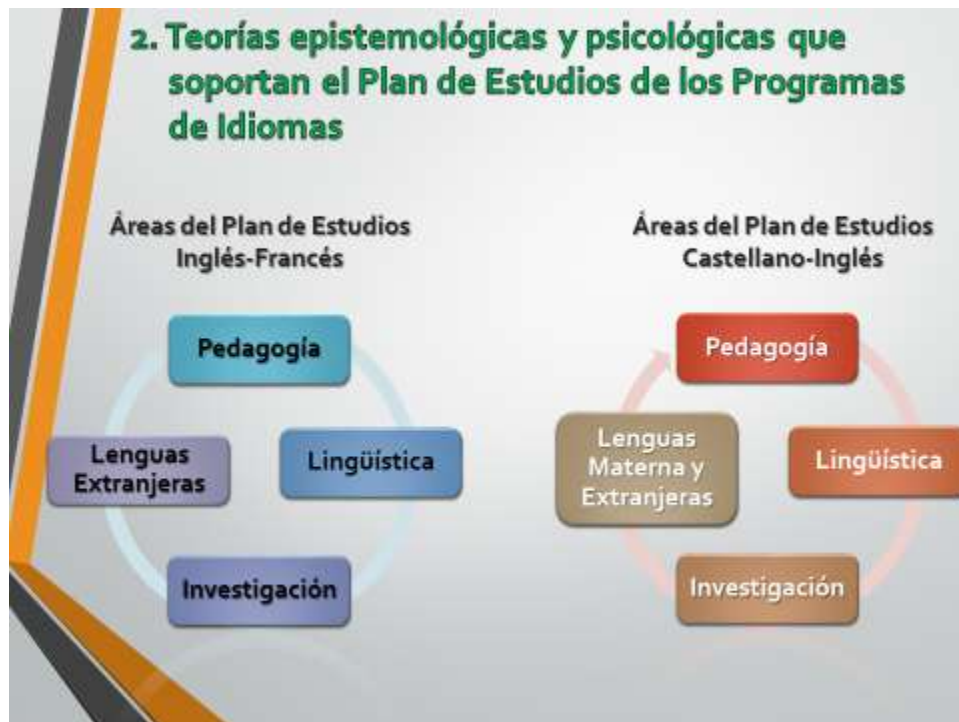 2. Teorías epistemológicas y psicológicas que
soportan el Plan de Estudios de los Programas
de Idiomas
Áreas del Plan de Estudios
Inglés-Francés
Pedagogía
Lingüística
Investigación
Lenguas
Extranjeras
Áreas del Plan de Estudios
Castellano-Inglés
Pedagogía
Lingüística
Investigación
Lenguas
Materna y
Extranjeras